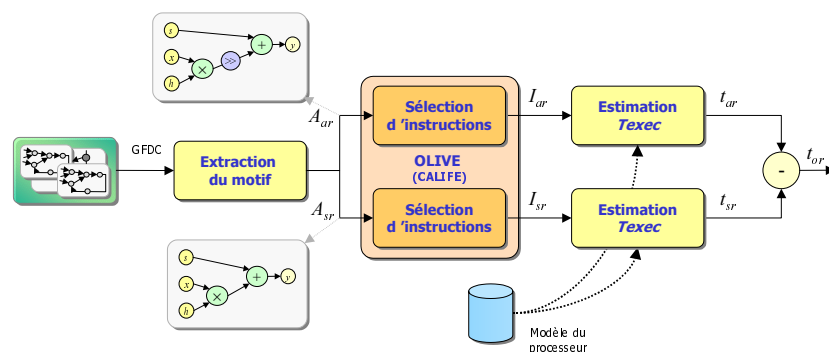 s
+
y
x
×
>>
h
A_ar
Sélection
d ’instructions
I_ar
Estimation
Texec
t_ar
GFDC
Extraction
du motif
OLIVE
(CALIFE)
-
t_or
A_sr
Sélection
d ’instructions
I_sr
Estimation
Texec
t_sr
s
x
+
y
×
h
Modèle du
processeur